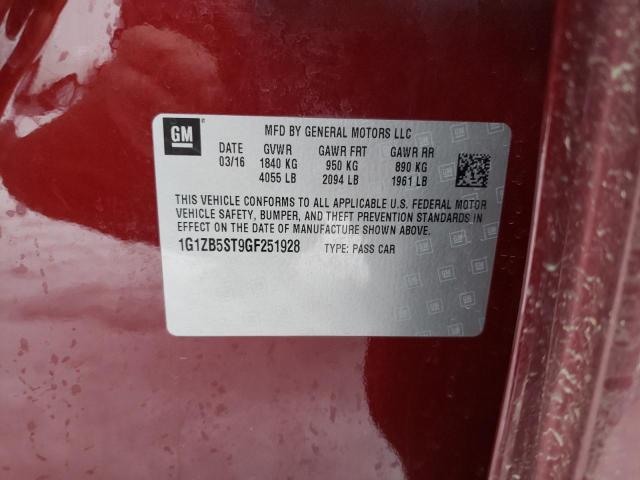 GM
MFD BY GENERAL MOTORS LLC
DATE GVWR GAWR FRT GAWR RR
03/16 1840 KG 950 KG 890 KG
4055 LB 2094 LB 1961 LB
THIS VEHICLE CONFORMS TO ALL APPLICABLE U.S. FEDERAL MOTOR
VEHICLE SAFETY, BUMPER, AND THEFT PREVENTION STANDARDS IN
EFFECT ON THE DATE OF MANUFACTURE SHOWN ABOVE.
1G1ZB5ST9GF251928 TYPE: PASS CAR